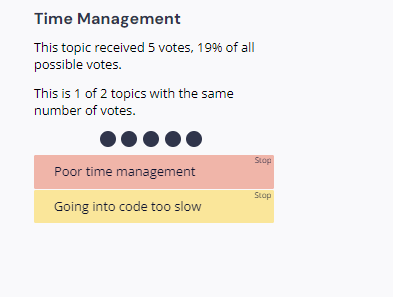 Time Management
This topic received 5 votes, 19% of all
possible votes.
This is 1 of 2 topics with the same
number of votes.
Stop
Poor time management
Stop
Going into code too slow